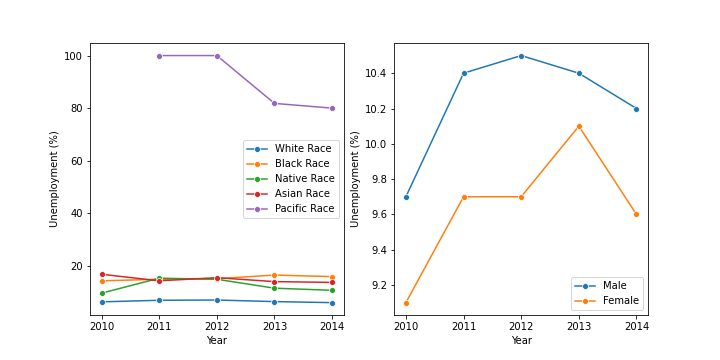 100
80
60
40
20
Unemployment (%)
White Race
Black Race
Native Race
Asian Race
Pacific Race
2010 2011 2012 2013 2014
Year
10.4
10.2
10.0
9.8
9.6
9.4
9.2
Unemployment (%)
Male
Female
2010 2011 2012 2013 2014
Year